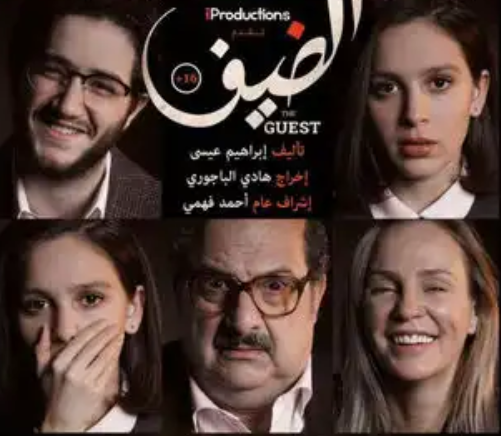 iProductions
تقدم
الضيف
+16
THE
GUEST
تأليف إبراهيم عيسى
إخراج هادي الباجوري
إشراف عام أحمد فهمي